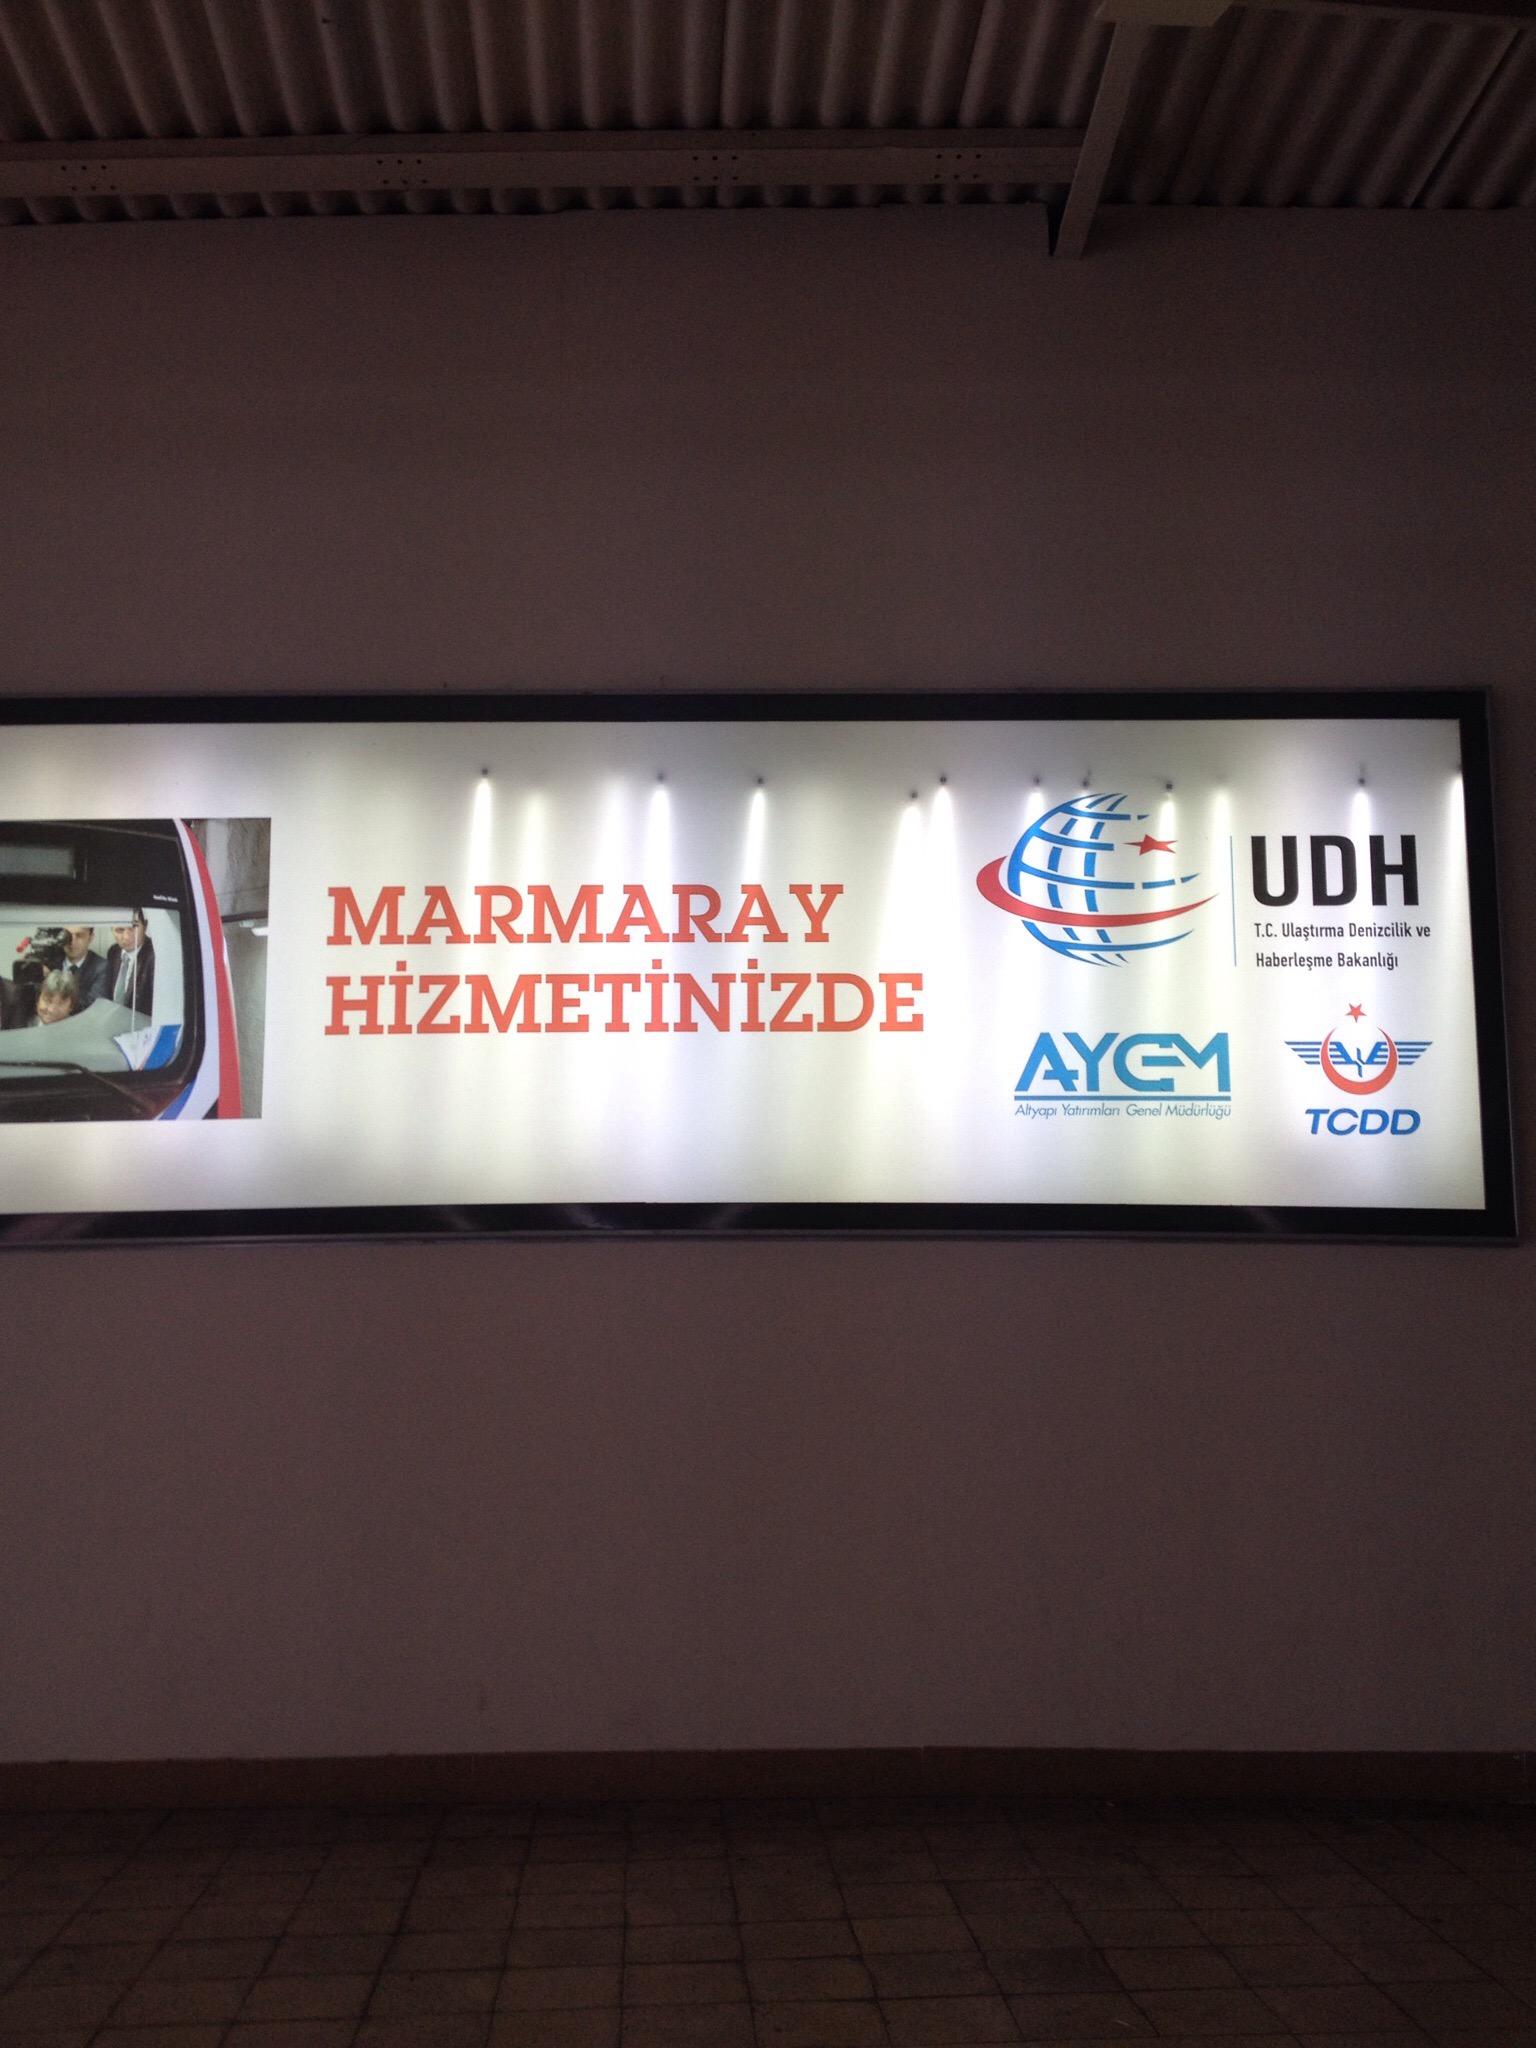 MARMARAY
HİZMETİNİZDE
UDH
T.C. Ulaştırma Denizcilik ve
Haberleşme Bakanlığı
AYGM
Altyapı Yatırımları Genel Müdürlüğü
TCDD